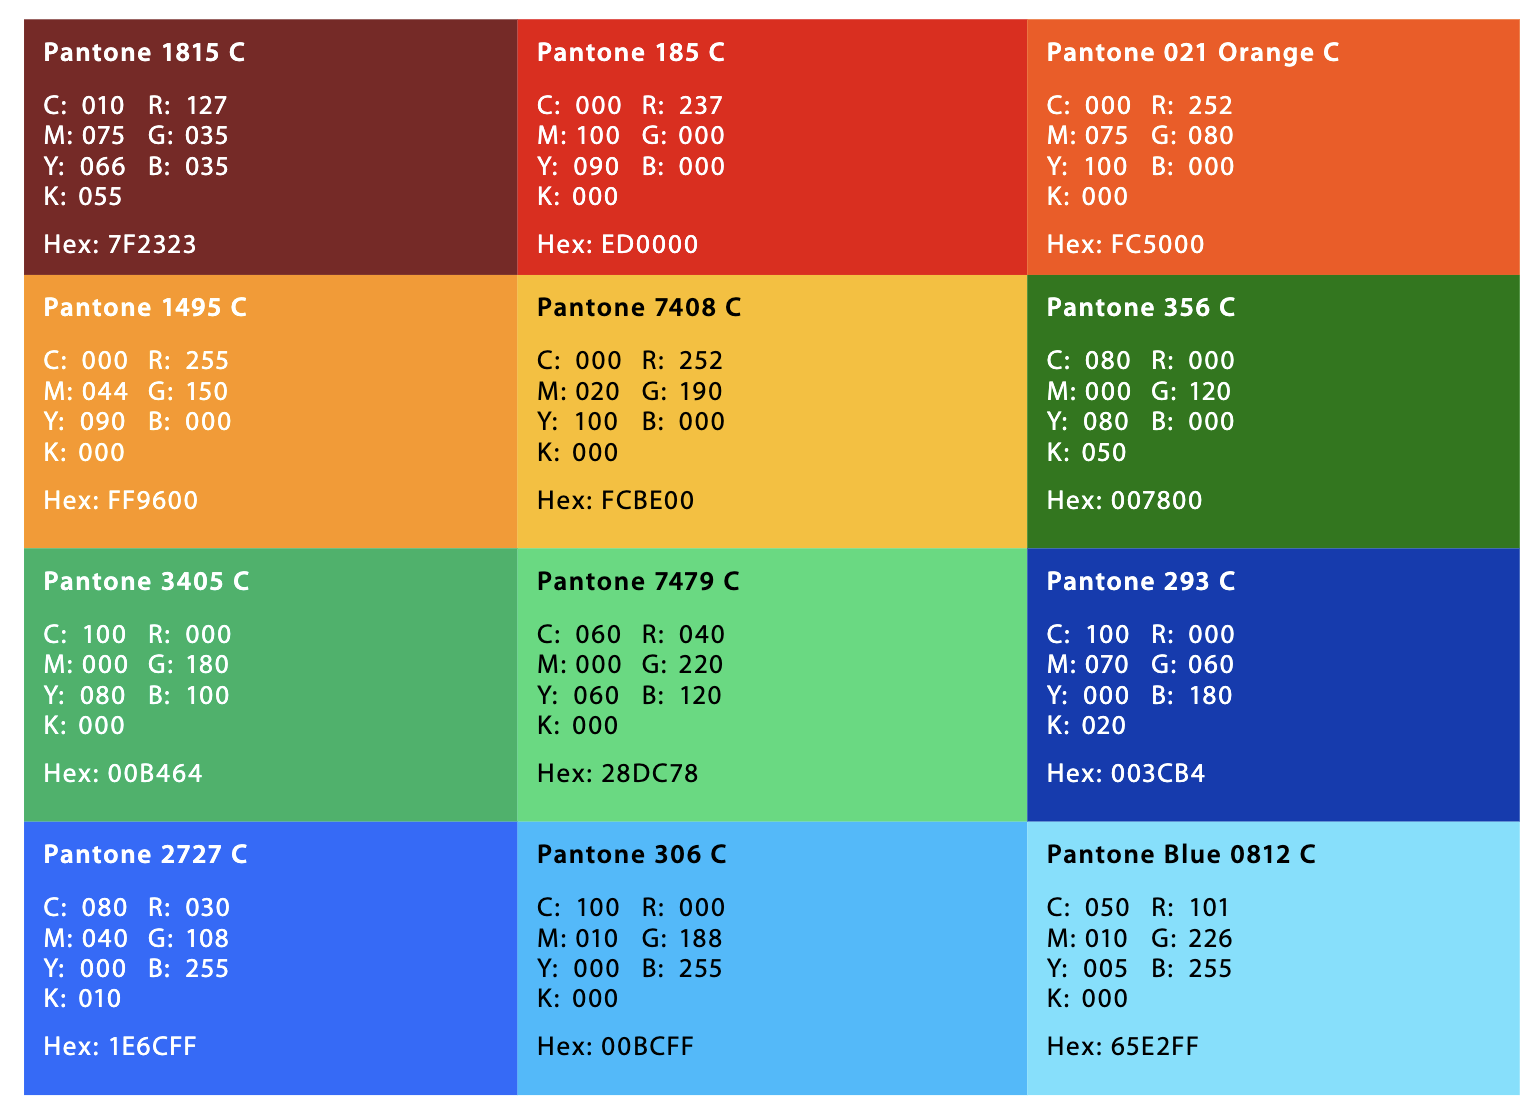 Pantone 1815 C
C: 010 R: 127
M: 075 G: 035
Y: 066 B: 035
K: 055
Hex: 7F2323
Pantone 185 C
C: 000 R: 237
M: 100 G: 000
Y: 090 B: 000
K: 000
Hex: ED0000
Pantone 021 Orange C
C: 000 R: 252
M: 075 G: 080
Y: 100 B: 000
K: 000
Hex: FC5000
Pantone 1495 C
C: 000 R: 255
M: 044 G: 150
Y: 090 B: 000
K: 000
Hex: FF9600
Pantone 7408 C
C: 000 R: 252
M: 020 G: 190
Y: 100 B: 000
K: 000
Hex: FCBE00
Pantone 356 C
C: 080 R: 000
M: 000 G: 120
Y: 080 B: 000
K: 050
Hex: 007800
Pantone 3405 C
C: 100 R: 000
M: 000 G: 180
Y: 080 B: 100
K: 000
Hex: 00B464
Pantone 7479 C
C: 060 R: 040
M: 000 G: 220
Y: 060 B: 120
K: 000
Hex: 28DC78
Pantone 293 C
C: 100 R: 000
M: 070 G: 060
Y: 000 B: 180
K: 020
Hex: 003CB4
Pantone 2727 C
C: 080 R: 030
M: 040 G: 108
Y: 000 B: 255
K: 010
Hex: 1E6CFF
Pantone 306 C
C: 100 R: 000
M: 010 G: 188
Y: 000 B: 255
K: 000
Hex: 00BCFF
Pantone Blue 0812 C
C: 050 R: 101
M: 010 G: 226
Y: 005 B: 255
K: 000
Hex: 65E2FF